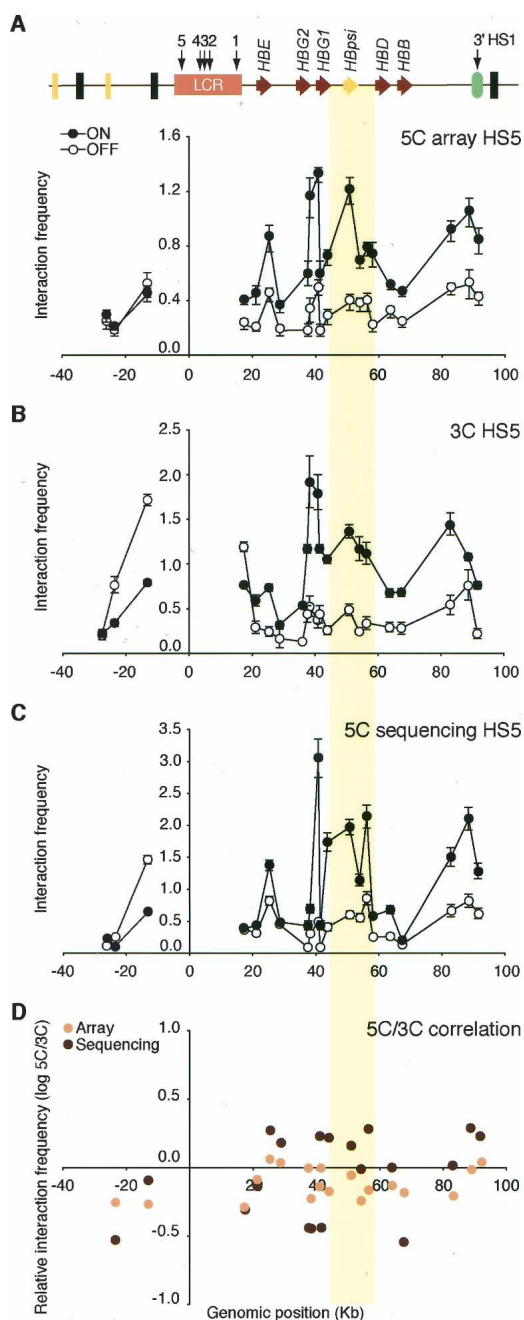 A
5 4 3 2 1 HBE HBG2 HBG1 HBpsi HBD HBB 3' HS1
LCR
ON
OFF
5C array HS5
Interaction frequency
1.6
1.2
0.8
0.4
0.0
-40 -20 0 20 40 60 80 100
B
3C HS5
Interaction frequency
2.5
2.0
1.5
1.0
0.5
0.0
-40 -20 0 20 40 60 80 100
C
5C sequencing HS5
Interaction frequency
3.5
3.0
2.5
2.0
1.5
1.0
0.5
0.0
-40 -20 0 20 40 60 80 100
D
Array
Sequencing
5C/3C correlation
Relative interaction frequency (log 5C/3C)
1.0
0.5
0.0
-0.5
-1.0
-40 -20 0 20 40 60 80 100
Genomic position (Kb)